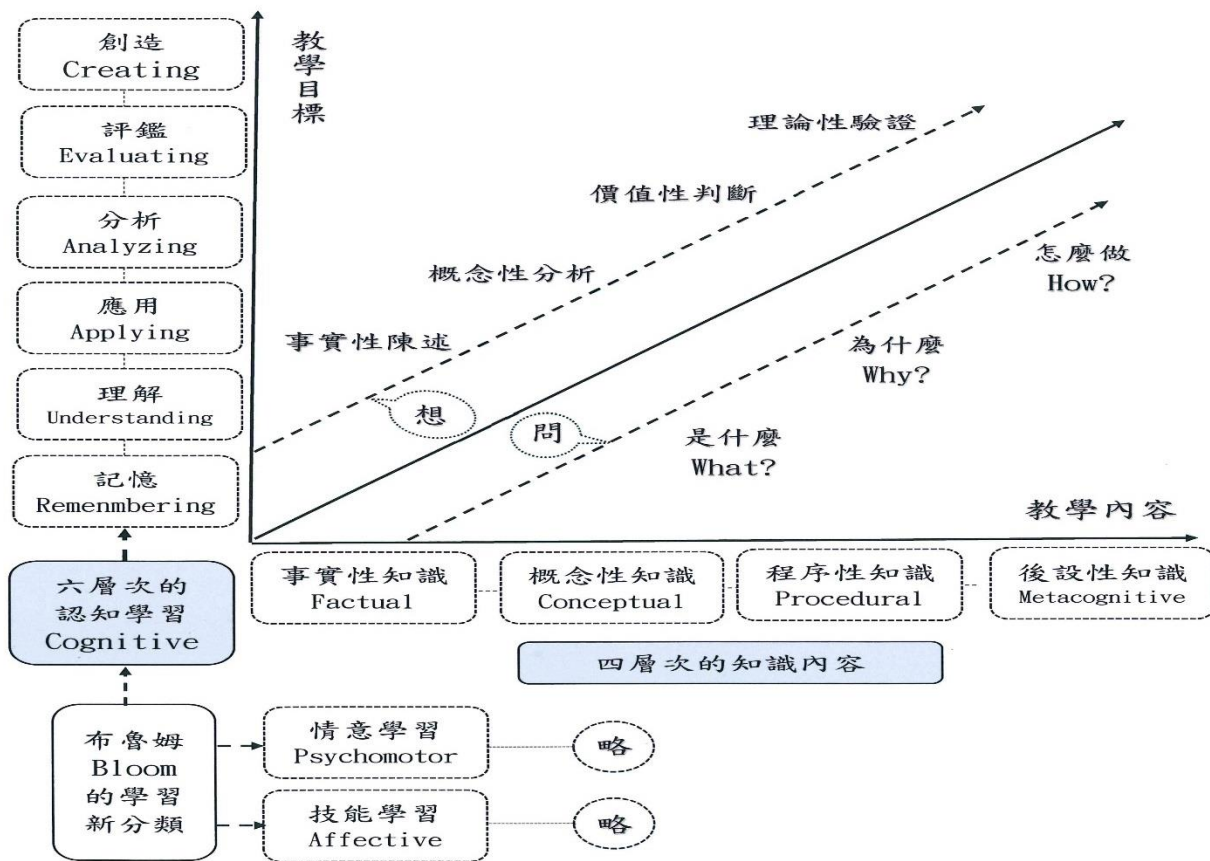 創造
Creating
評鑑
Evaluating
分析
Analyzing
應用
Applying
理解
Understanding
記憶
Rememnbering
六層次的
認知學習
Cognitive
布魯姆
Bloom
的學習
新分類
教學目標
理論性驗證
價值性判斷
概念性分析
事實性陳述
想
問
怎麼做
How?
為什麼
Why?
是什麼
What?
教學內容
事實性知識
Factual
概念性知識
Conceptual
程序性知識
Procedural
後設性知識
Metacognitive
四層次的知識內容
情意學習
Psychomotor
略
技能學習
Affective
略